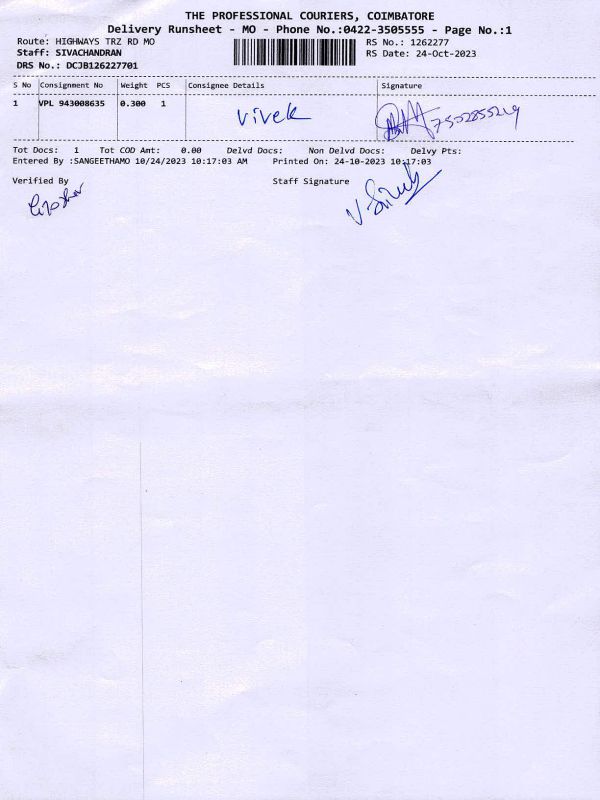 THE PROFESSIONAL COURIERS, COIMBATORE
Delivery Runsheet - MO - Phone No.:0422-3505555 - Page No.:1
Route: HIGHWAYS TRZ RD MO RS No.: 1262277
Staff: SIVACHANDRAN RS Date: 24-Oct-2023
DRS No.: DCJB126227701
S No Consignment No Weight PCS Consignee Details Signature
1 VPL 943008635 0.300 1 Vivek
Tot Docs: 1 Tot COD Amt: 0.00 Delvd Docs: Non Delvd Docs: Delvy Pts:
Entered By :SANGEETHAMO 10/24/2023 10:17:03 AM Printed On: 24-10-2023 10:17:03
Verified By Staff Signature